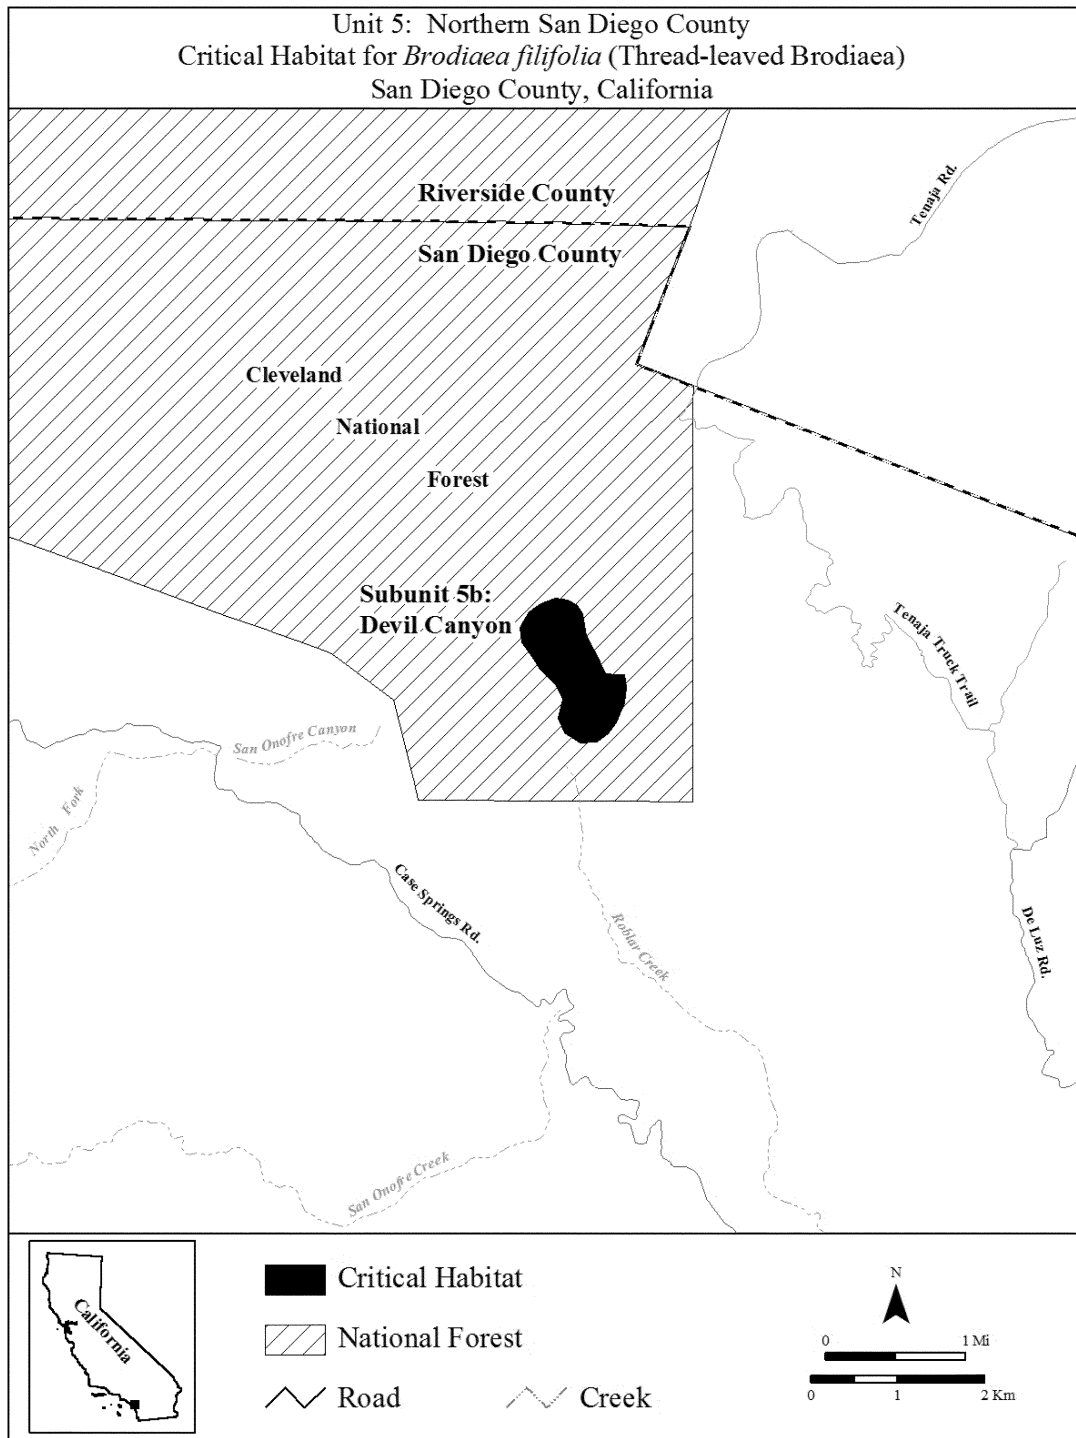 Unit 5: Northern San Diego County
Critical Habitat for Brodiaea filifolia (Thread-leaved Brodiaea)
San Diego County, California
Tenaja Rd.
Riverside County
San Diego County
Cleveland
National
Forest
Subunit 5b:
Devil Canyon
Tenaja Truck Trail
San Onofre Canyon
North Fork
Case Springs Rd.
Roblar Creek
De Luz Rd.
San Onofre Creek
California
Critical Habitat
National Forest
Road
Creek
N
0 1 Mi
0 1 2 Km